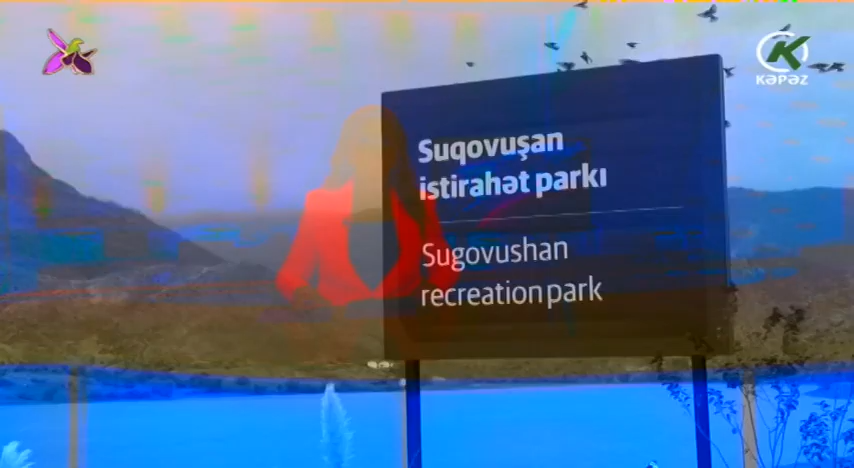 KƏPƏZ
Suqovuşan
istirahət parkı
Sugovushan
recreation park